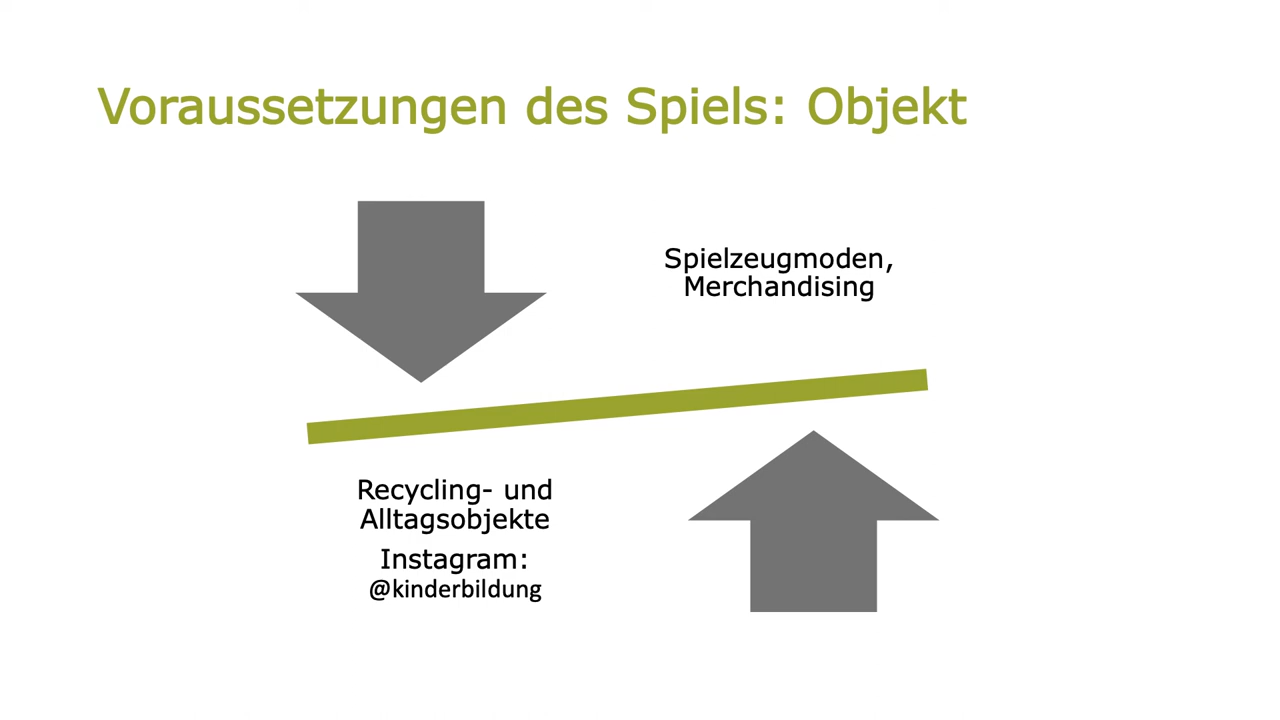 Voraussetzungen des Spiels: Objekt
Spielzeugmoden,
Merchandising
Recycling- und
Alltagsobjekte
Instagram:
@kinderbildung